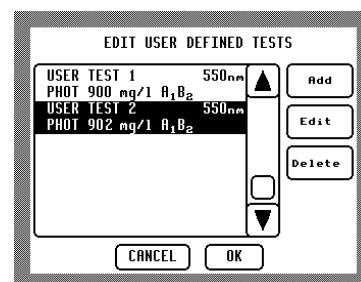 EDIT USER DEFINED TESTS
USER TEST 1 550nm
PHOT 900 mg/l A₁B₂
USER TEST 2 550nm
PHOT 902 mg/l A₁B₂
Add
Edit
Delete
CANCEL OK